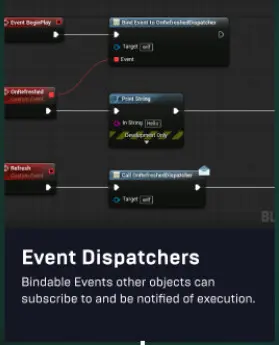 Event BeginPlay
Bind Event to OnRefreshedDispatcher
Target self
Event
OnRefreshed
Custom Event
Print String
In String Hello
Development Only
Refresh
Custom Event
Call OnRefreshedDispatcher
Target self
BL
Event Dispatchers
Bindable Events other objects can
subscribe to and be notified of execution.